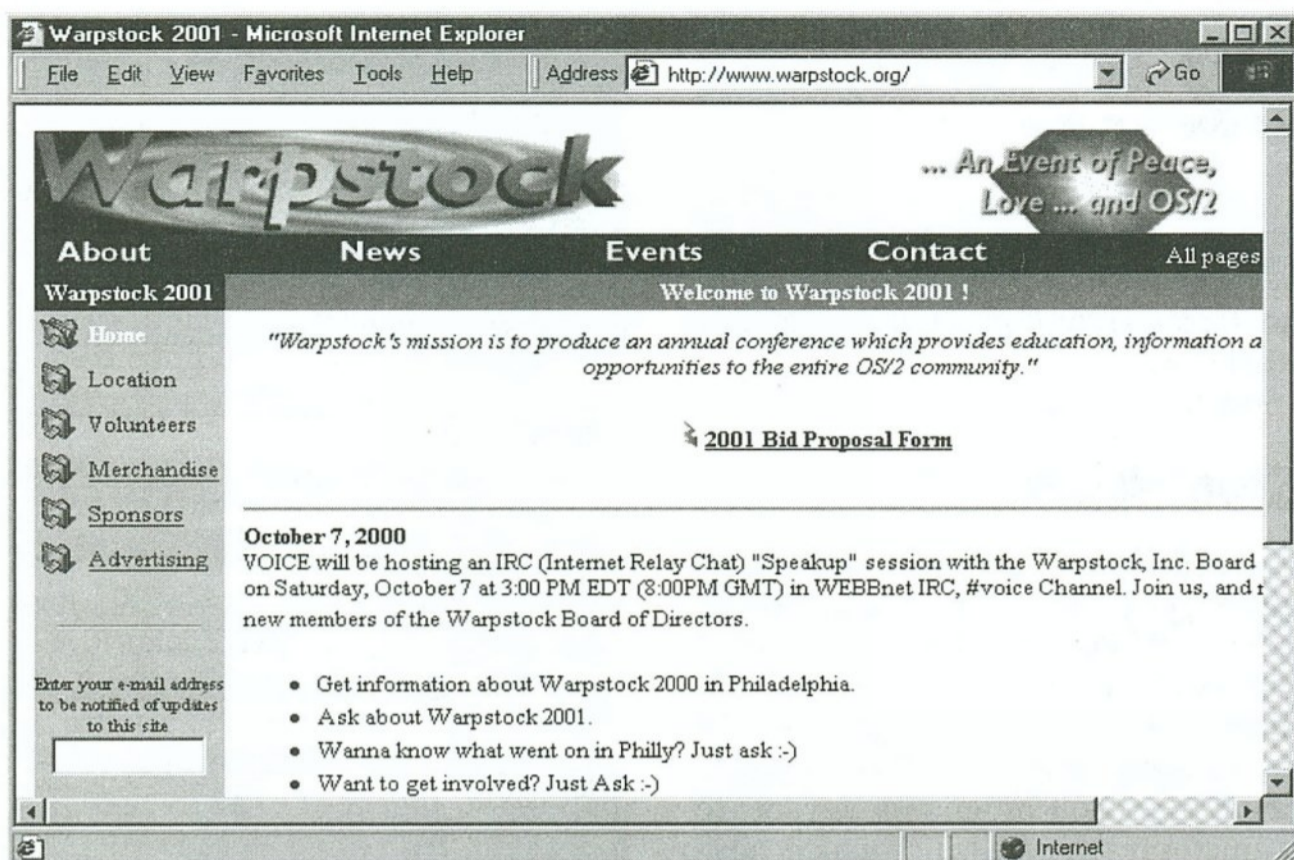 Warpstock 2001 - Microsoft Internet Explorer
File Edit View Favorites Tools Help Address http://www.warpstock.org/ Go
Warpstock
... An Event of Peace,
Love ... and OS/2
About News Events Contact All pages
Warpstock 2001
Welcome to Warpstock 2001 !
Home
Location
Volunteers
Merchandise
Sponsors
Advertising
Enter your e-mail address
to be notified of updates
to this site
"Warpstock's mission is to produce an annual conference which provides education, information a
opportunities to the entire OS/2 community."
2001 Bid Proposal Form
October 7, 2000
VOICE will be hosting an IRC (Internet Relay Chat) "Speakup" session with the Warpstock, Inc. Board
on Saturday, October 7 at 3:00 PM EDT (8:00PM GMT) in WEBBnet IRC, #voice Channel. Join us, and
new members of the Warpstock Board of Directors.
• Get information about Warpstock 2000 in Philadelphia.
• Ask about Warpstock 2001.
• Wanna know what went on in Philly? Just ask :-)
• Want to get involved? Just Ask :-)
Internet